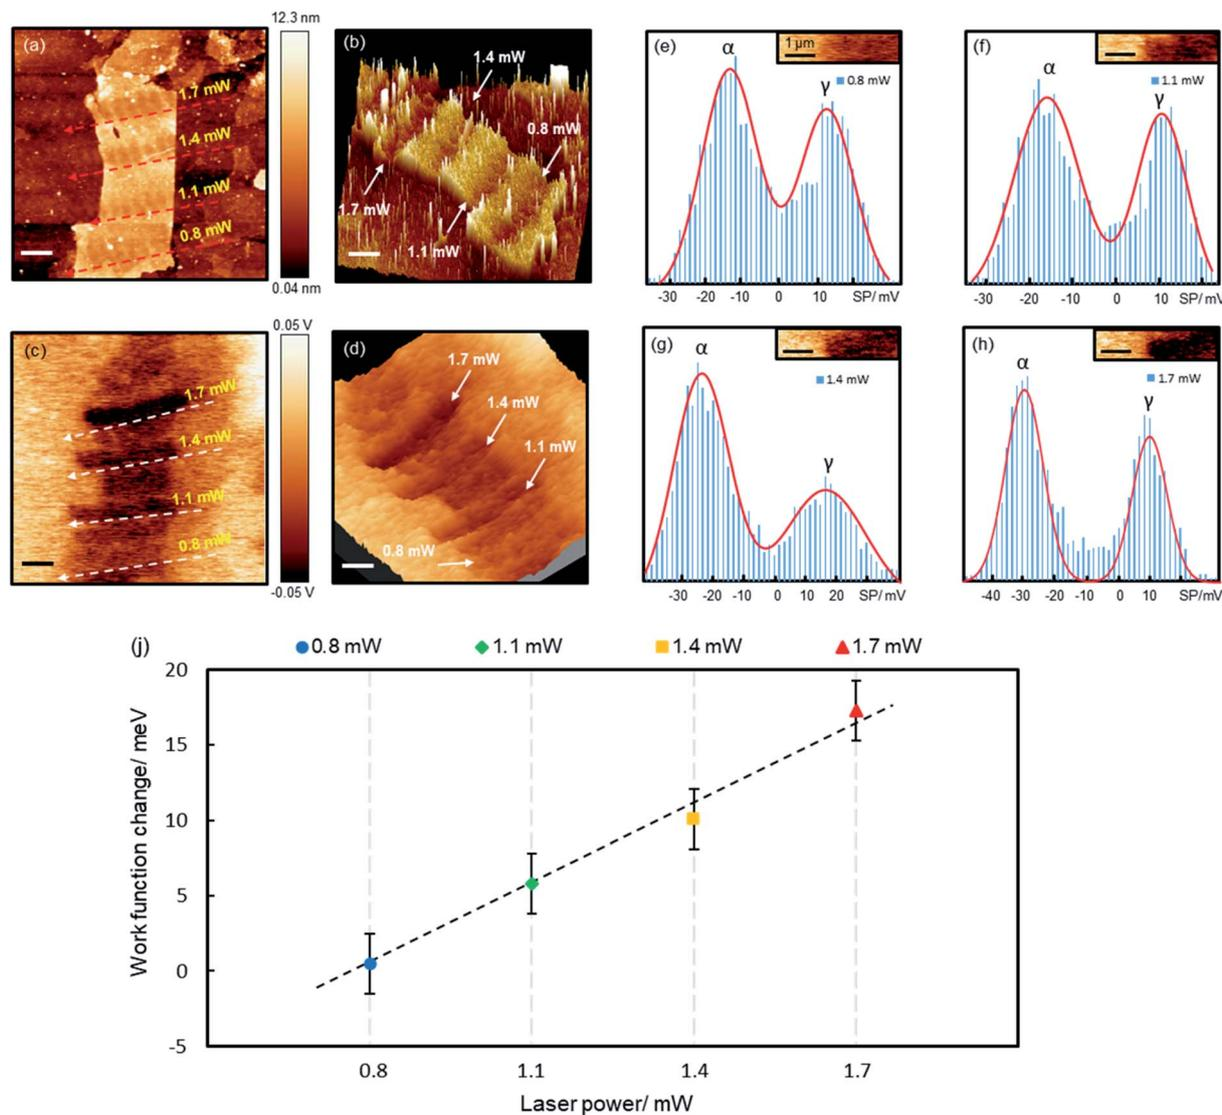 12.3 nm
(a)
1.7 mW
1.4 mW
1.1 mW
0.8 mW
0.04 nm
(b)
1.4 mW
0.8 mW
1.7 mW
1.1 mW
(c)
0.05 V
1.7 mW
1.4 mW
1.1 mW
0.8 mW
-0.05 V
(d)
1.7 mW
1.4 mW
1.1 mW
0.8 mW
(e)
α
1 μm
0.8 mW
γ
-30 -20 -10 0 10 SP/ mV
(f)
α
1.1 mW
γ
-30 -20 -10 0 10 SP/ mV
(g)
α
1.4 mW
γ
-30 -20 -10 0 10 20 SP/ mV
(h)
α
1.7 mW
γ
-40 -30 -20 -10 0 10 SP/ mV
(j)
0.8 mW 1.1 mW 1.4 mW 1.7 mW
Work function change/ meV
20
15
10
5
0
-5
0.8 1.1 1.4 1.7
Laser power/ mW